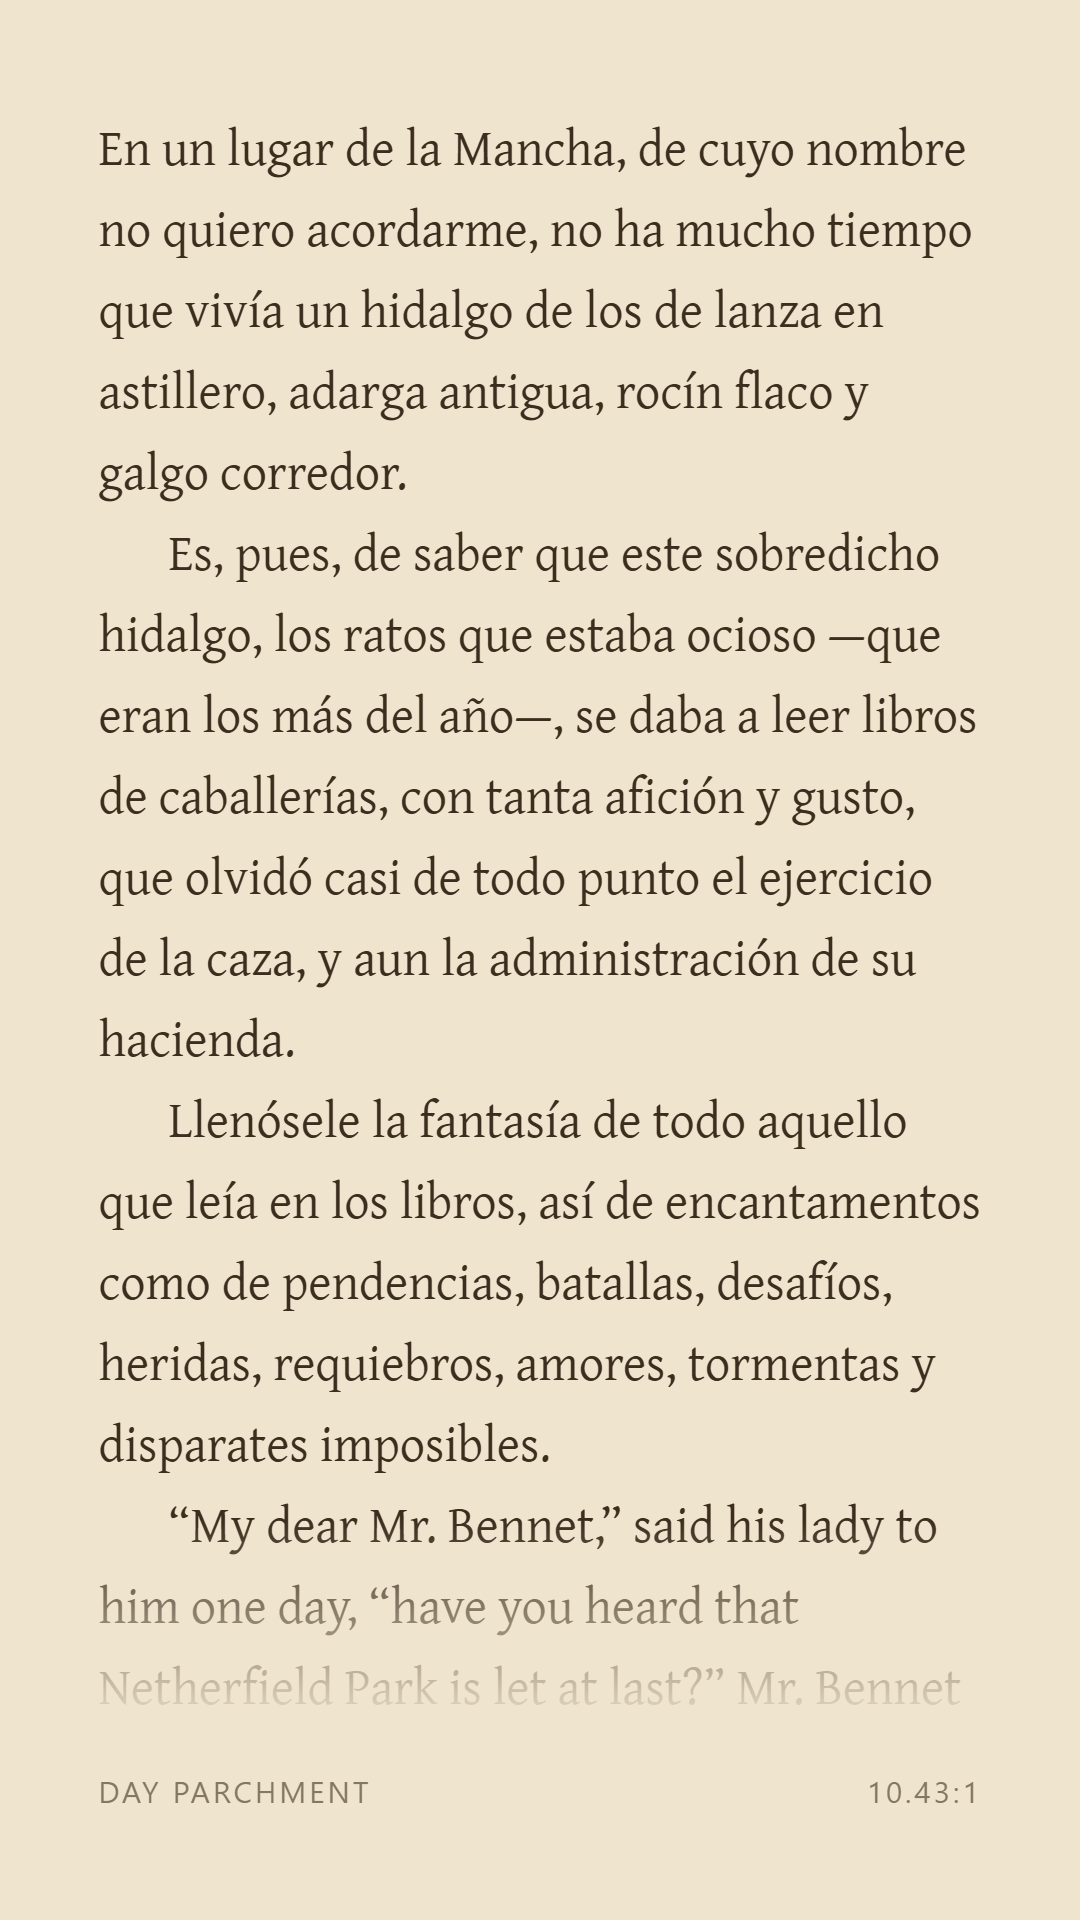 En un lugar de la Mancha, de cuyo nombre
no quiero acordarme, no ha mucho tiempo
que vivía un hidalgo de los de lanza en
astillero, adarga antigua, rocín flaco y
galgo corredor.
Es, pues, de saber que este sobredicho
hidalgo, los ratos que estaba ocioso —que
eran los más del año—, se daba a leer libros
de caballerías, con tanta afición y gusto,
que olvidó casi de todo punto el ejercicio
de la caza, y aun la administración de su
hacienda.
Llenósele la fantasía de todo aquello
que leía en los libros, así de encantamentos
como de pendencias, batallas, desafíos,
heridas, requiebros, amores, tormentas y
disparates imposibles.
“My dear Mr. Bennet,” said his lady to
him one day, “have you heard that
Netherfield Park is let at last?” Mr. Bennet
DAY PARCHMENT 10.43:1